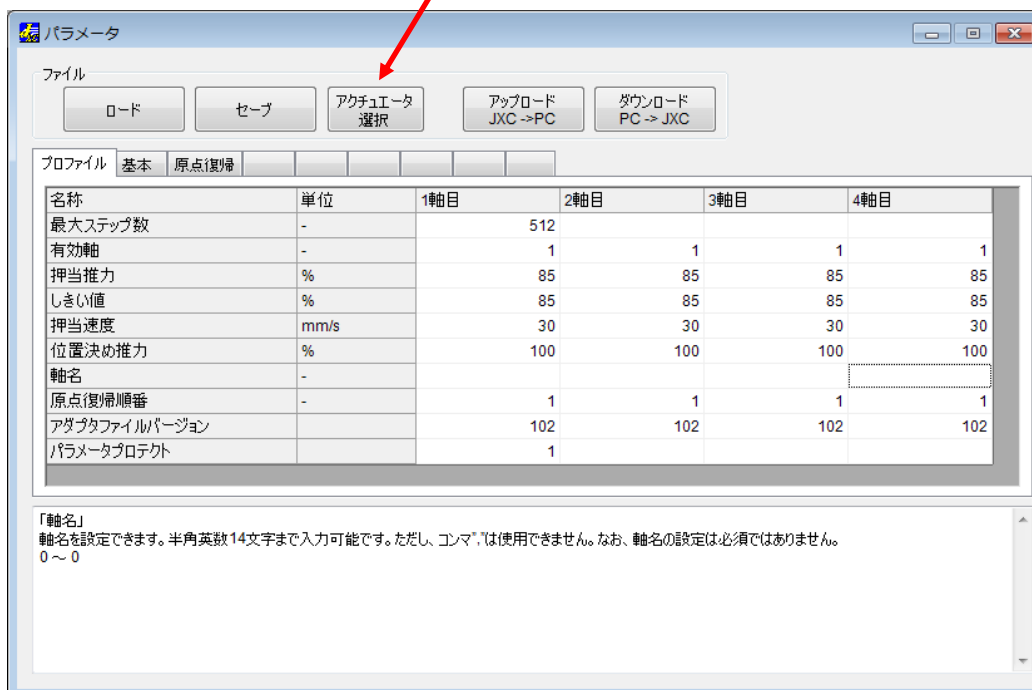 パラメータ
ファイル
ロード
セーブ
アクチュエータ
選択
アップロード
JXC ->PC
ダウンロード
PC -> JXC
プロファイル 基本 原点復帰
名称 単位 1軸目 2軸目 3軸目 4軸目
最大ステップ数 - 512
有効軸 - 1 1 1 1
押当推力 % 85 85 85 85
しきい値 % 85 85 85 85
押当速度 mm/s 30 30 30 30
位置決め推力 % 100 100 100 100
軸名 -
原点復帰順番 - 1 1 1 1
アダプタファイルバージョン 102 102 102 102
パラメータプロテクト 1
「軸名」
軸名を設定できます。半角英数14文字まで入力可能です。ただし、コンマ","は使用できません。なお、軸名の設定は必須ではありません。
0 ～ 0